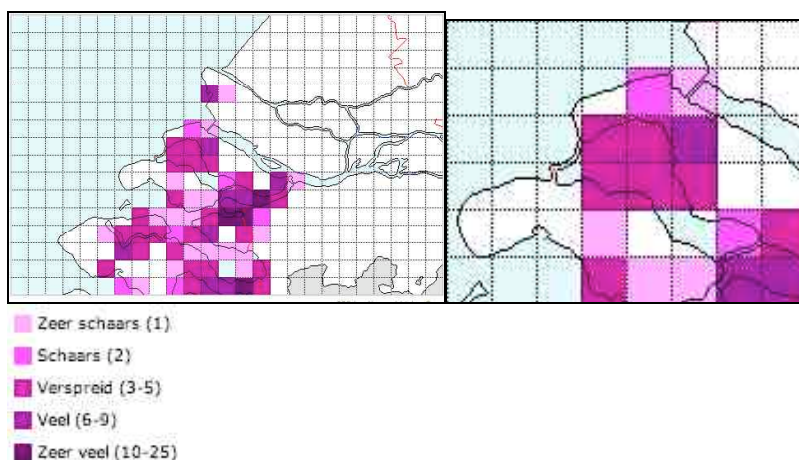 Zeer schaars (1)
Schaars (2)
Verspreid (3-5)
Veel (6-9)
Zeer veel (10-25)